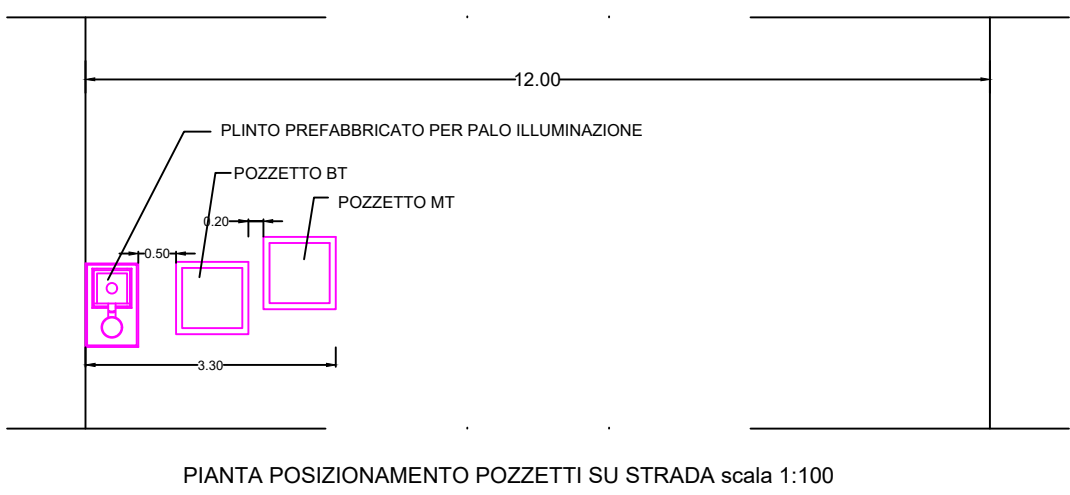 12.00
PLINTO PREFABBRICATO PER PALO ILLUMINAZIONE
POZZETTO BT
POZZETTO MT
0.20
0.50
3.30
PIANTA POSIZIONAMENTO POZZETTI SU STRADA scala 1:100